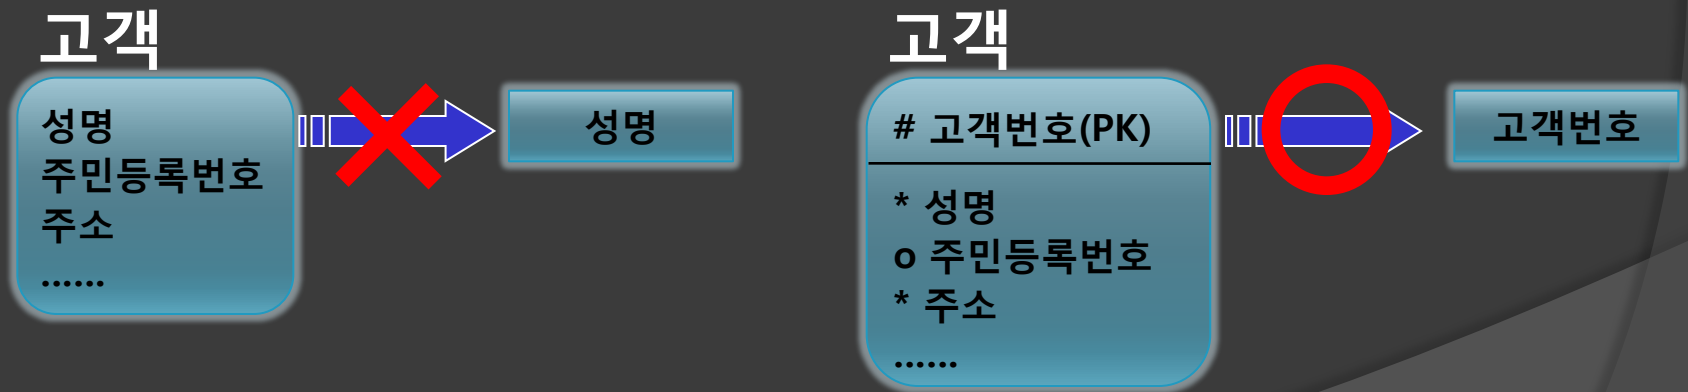 고객
성명
주민등록번호
주소
......
성명
고객
# 고객번호(PK)
* 성명
o 주민등록번호
* 주소
......
고객번호